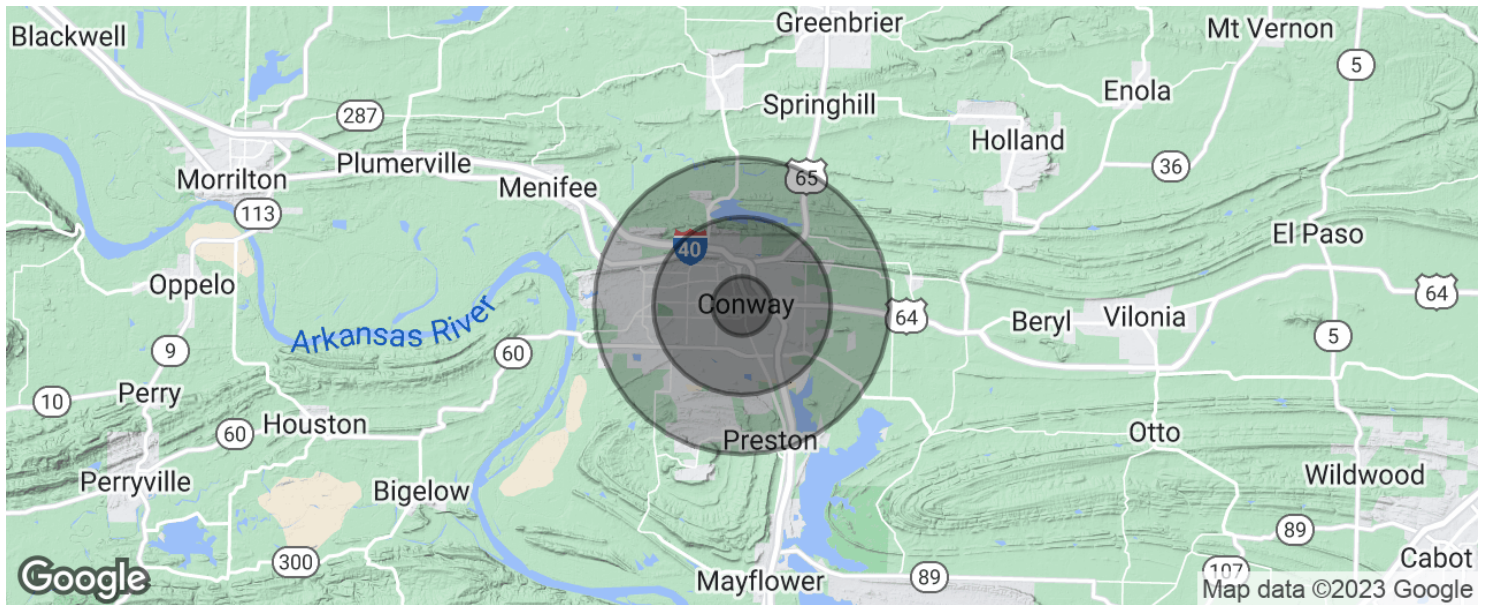 Blackwell
Greenbrier
Mt Vernon
5
Enola
Springhill
287
Holland
Plumerville
36
Morrilton
Menifee
65
113
El Paso
40
Oppelo
64
Conway
64
Beryl
Vilonia
Arkansas River
5
9
60
Perry
10
Houston
60
Preston
Otto
Perryville
Bigelow
Wildwood
89
300
Cabot
Google
Mayflower
89
107
Map data ©2023 Google